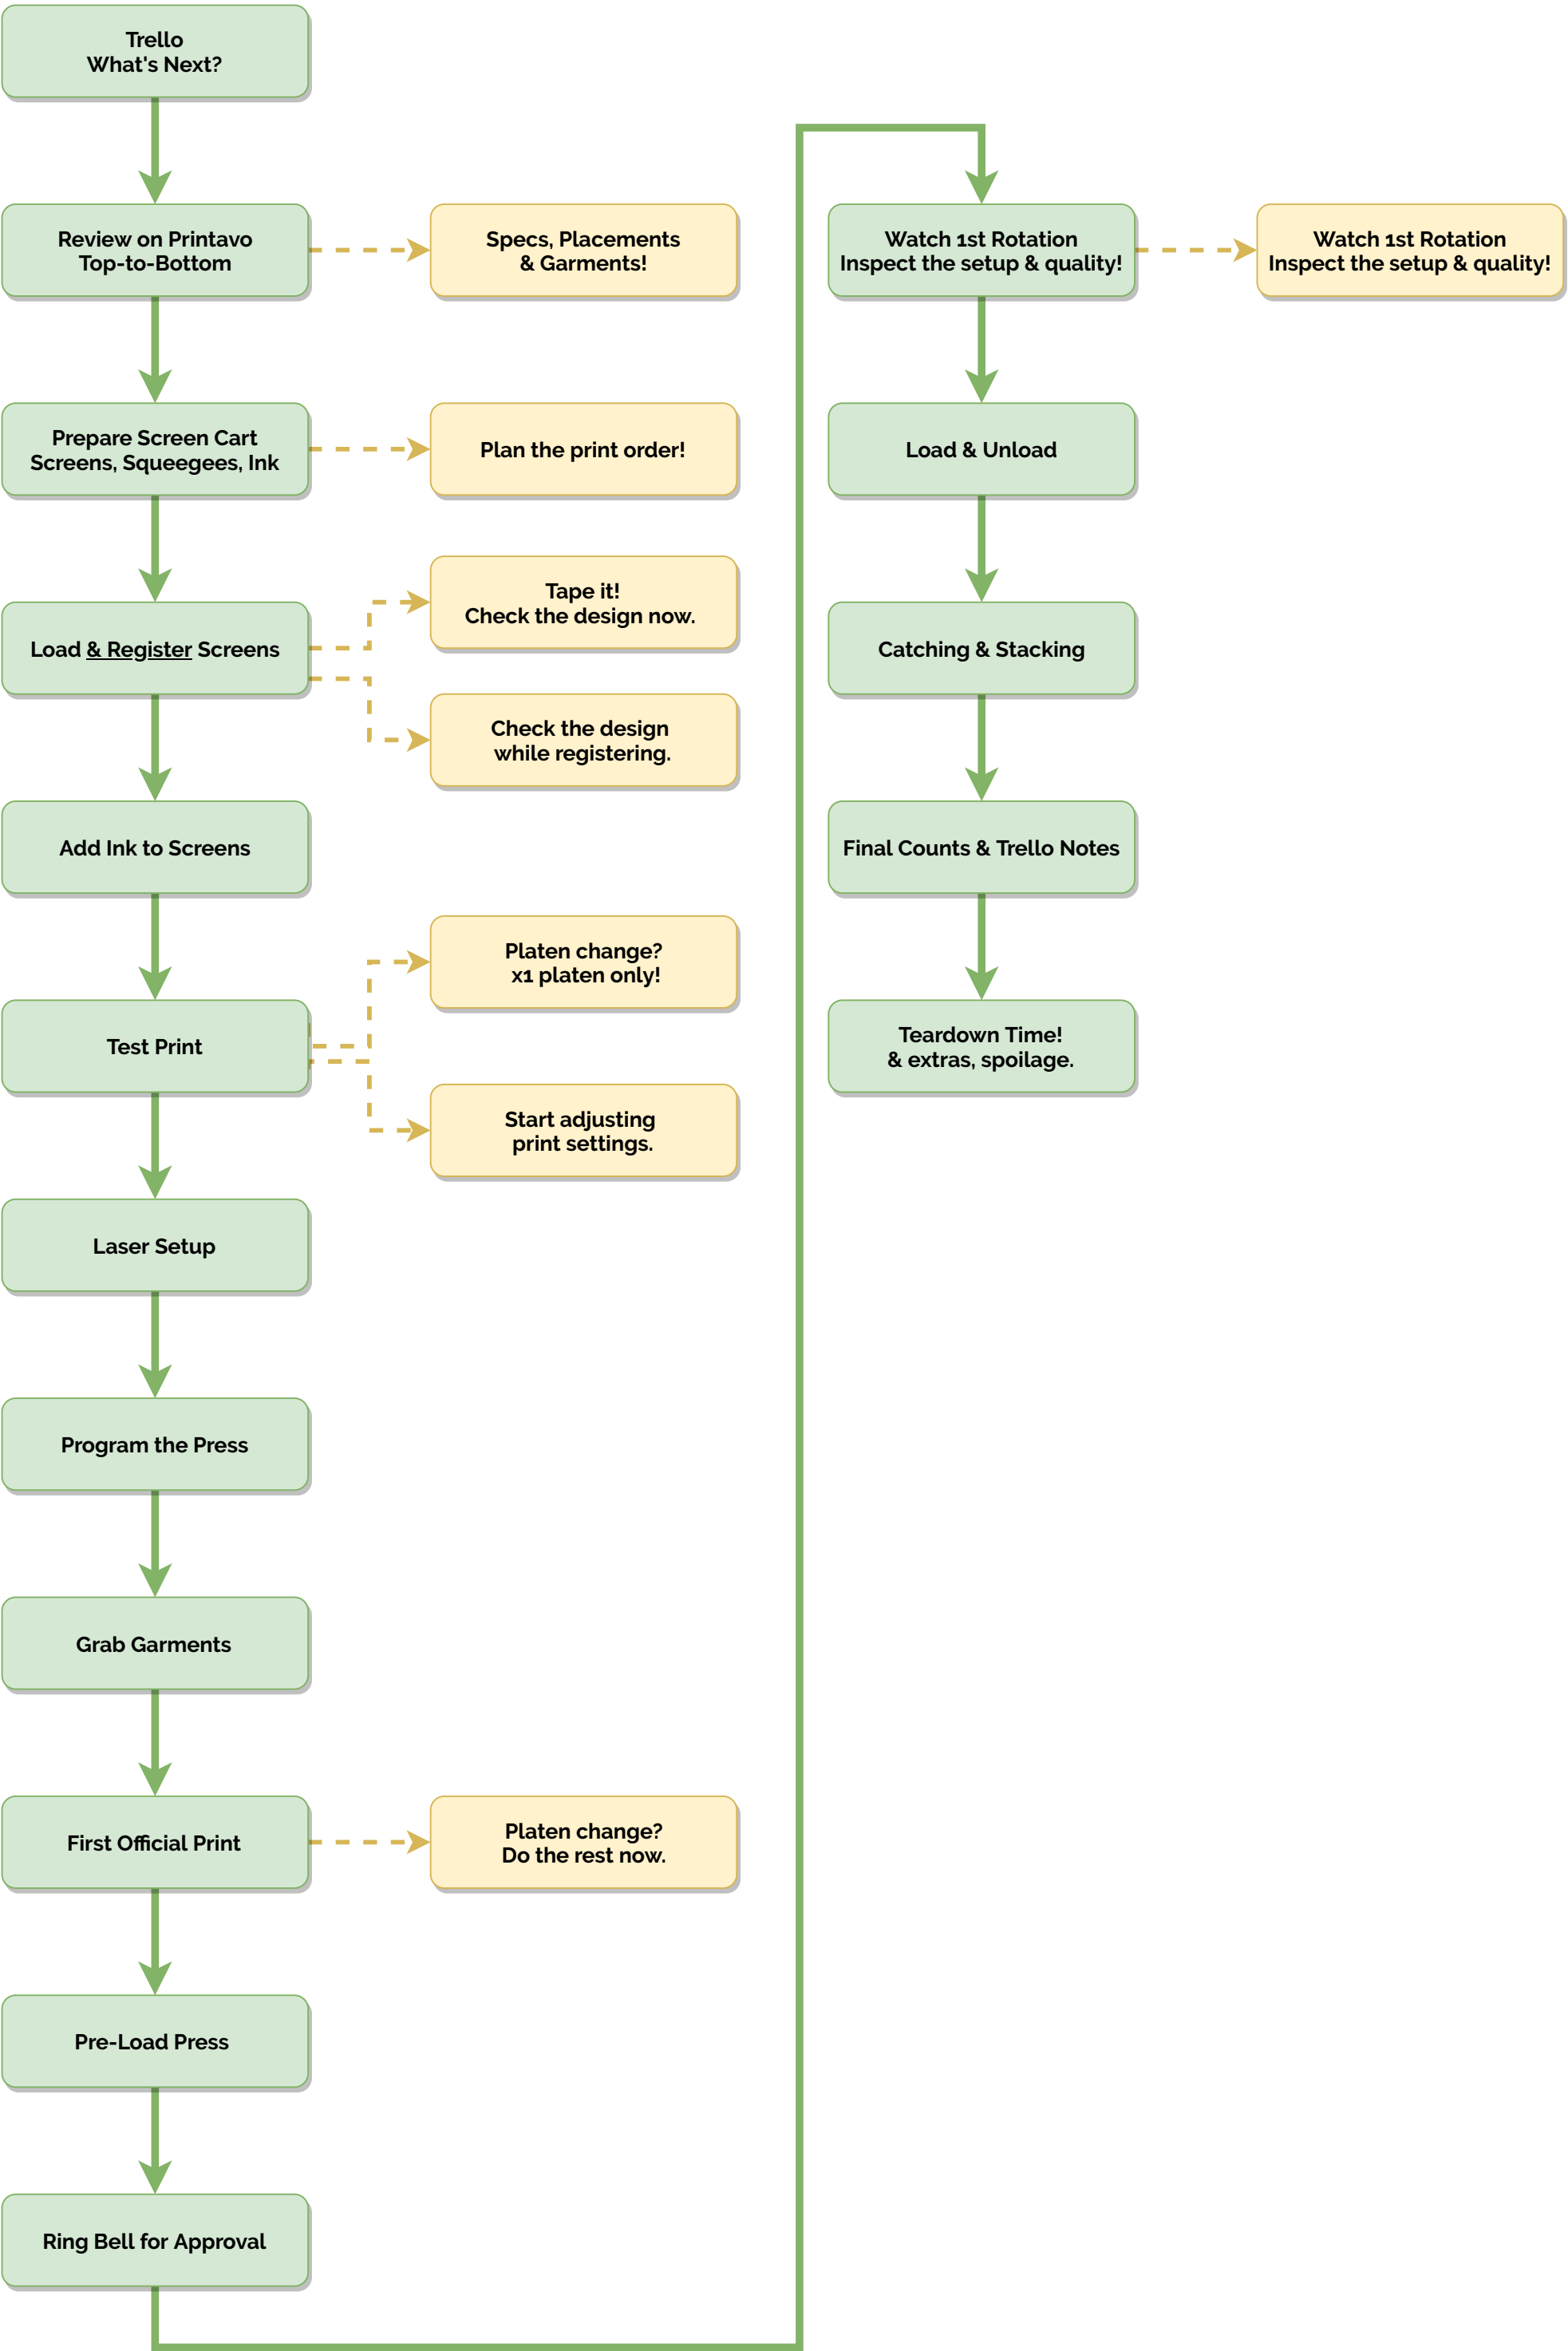 Trello
What's Next?
Review on Printavo
Top-to-Bottom
Specs, Placements
& Garments!
Prepare Screen Cart
Screens, Squeegees, Ink
Plan the print order!
Load & Register Screens
Tape it!
Check the design now.
Check the design
while registering.
Add Ink to Screens
Test Print
Platen change?
x1 platen only!
Start adjusting
print settings.
Laser Setup
Program the Press
Grab Garments
First Official Print
Platen change?
Do the rest now.
Pre-Load Press
Ring Bell for Approval
Watch 1st Rotation
Inspect the setup & quality!
Watch 1st Rotation
Inspect the setup & quality!
Load & Unload
Catching & Stacking
Final Counts & Trello Notes
Teardown Time!
& extras, spoilage.